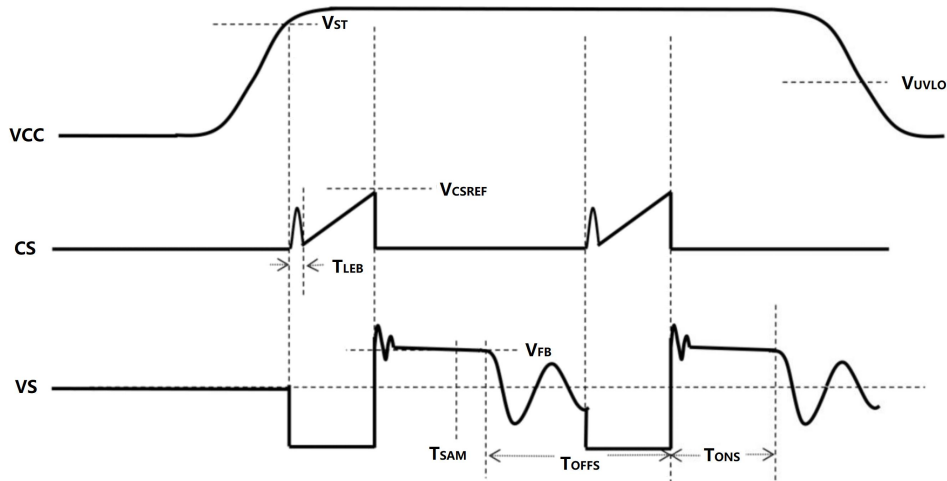 VST
VUVLO
VCC
VCSREF
CS
TLEB
VFB
VS
TSAM
TOFFS
TONS